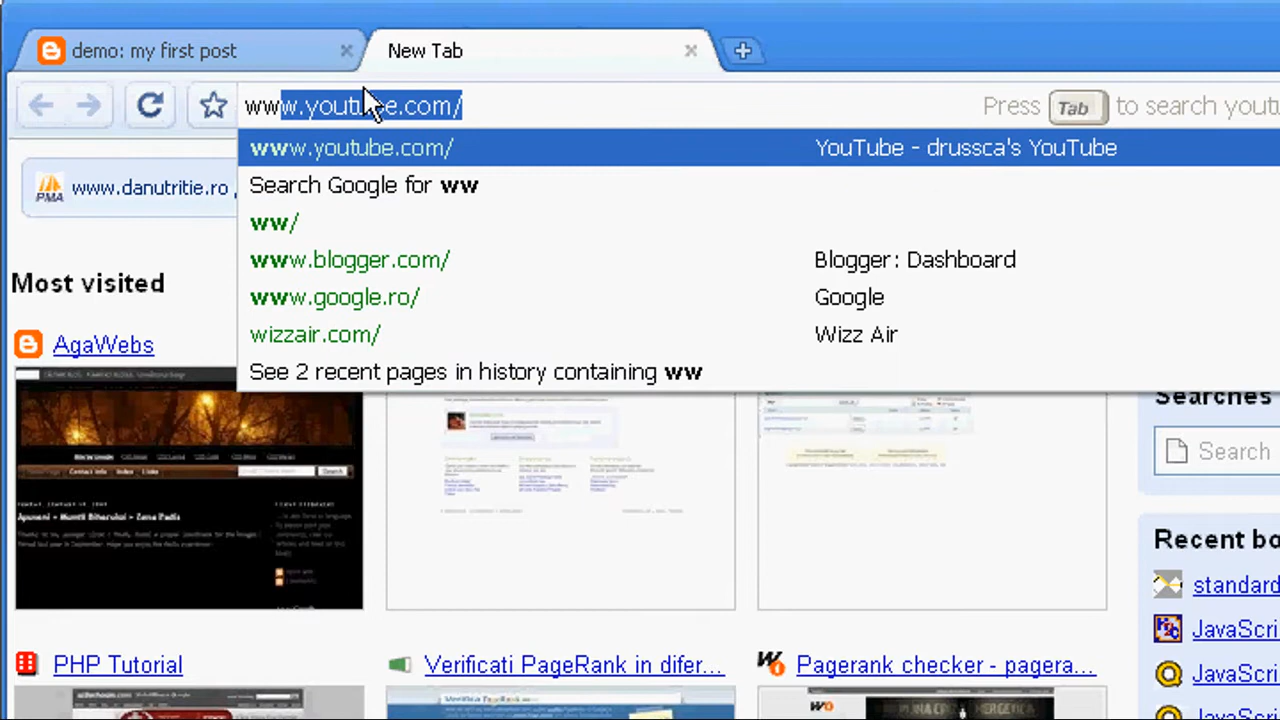 demo: my first post
New Tab
www.youtube.com/
Press Tab to search yout
www.youtube.com/ YouTube - drussca's YouTube
Search Google for ww
ww/
www.blogger.com/ Blogger: Dashboard
www.google.ro/ Google
wizzair.com/ Wizz Air
See 2 recent pages in history containing ww
PMA www.danutritie.ro
Most visited
AgaWebs
Searches
Search
Recent bo
standard
JavaScri
JavaScri
JavaScri
PHP Tutorial
Verificati PageRank in difer...
Pagerank checker - pagera...